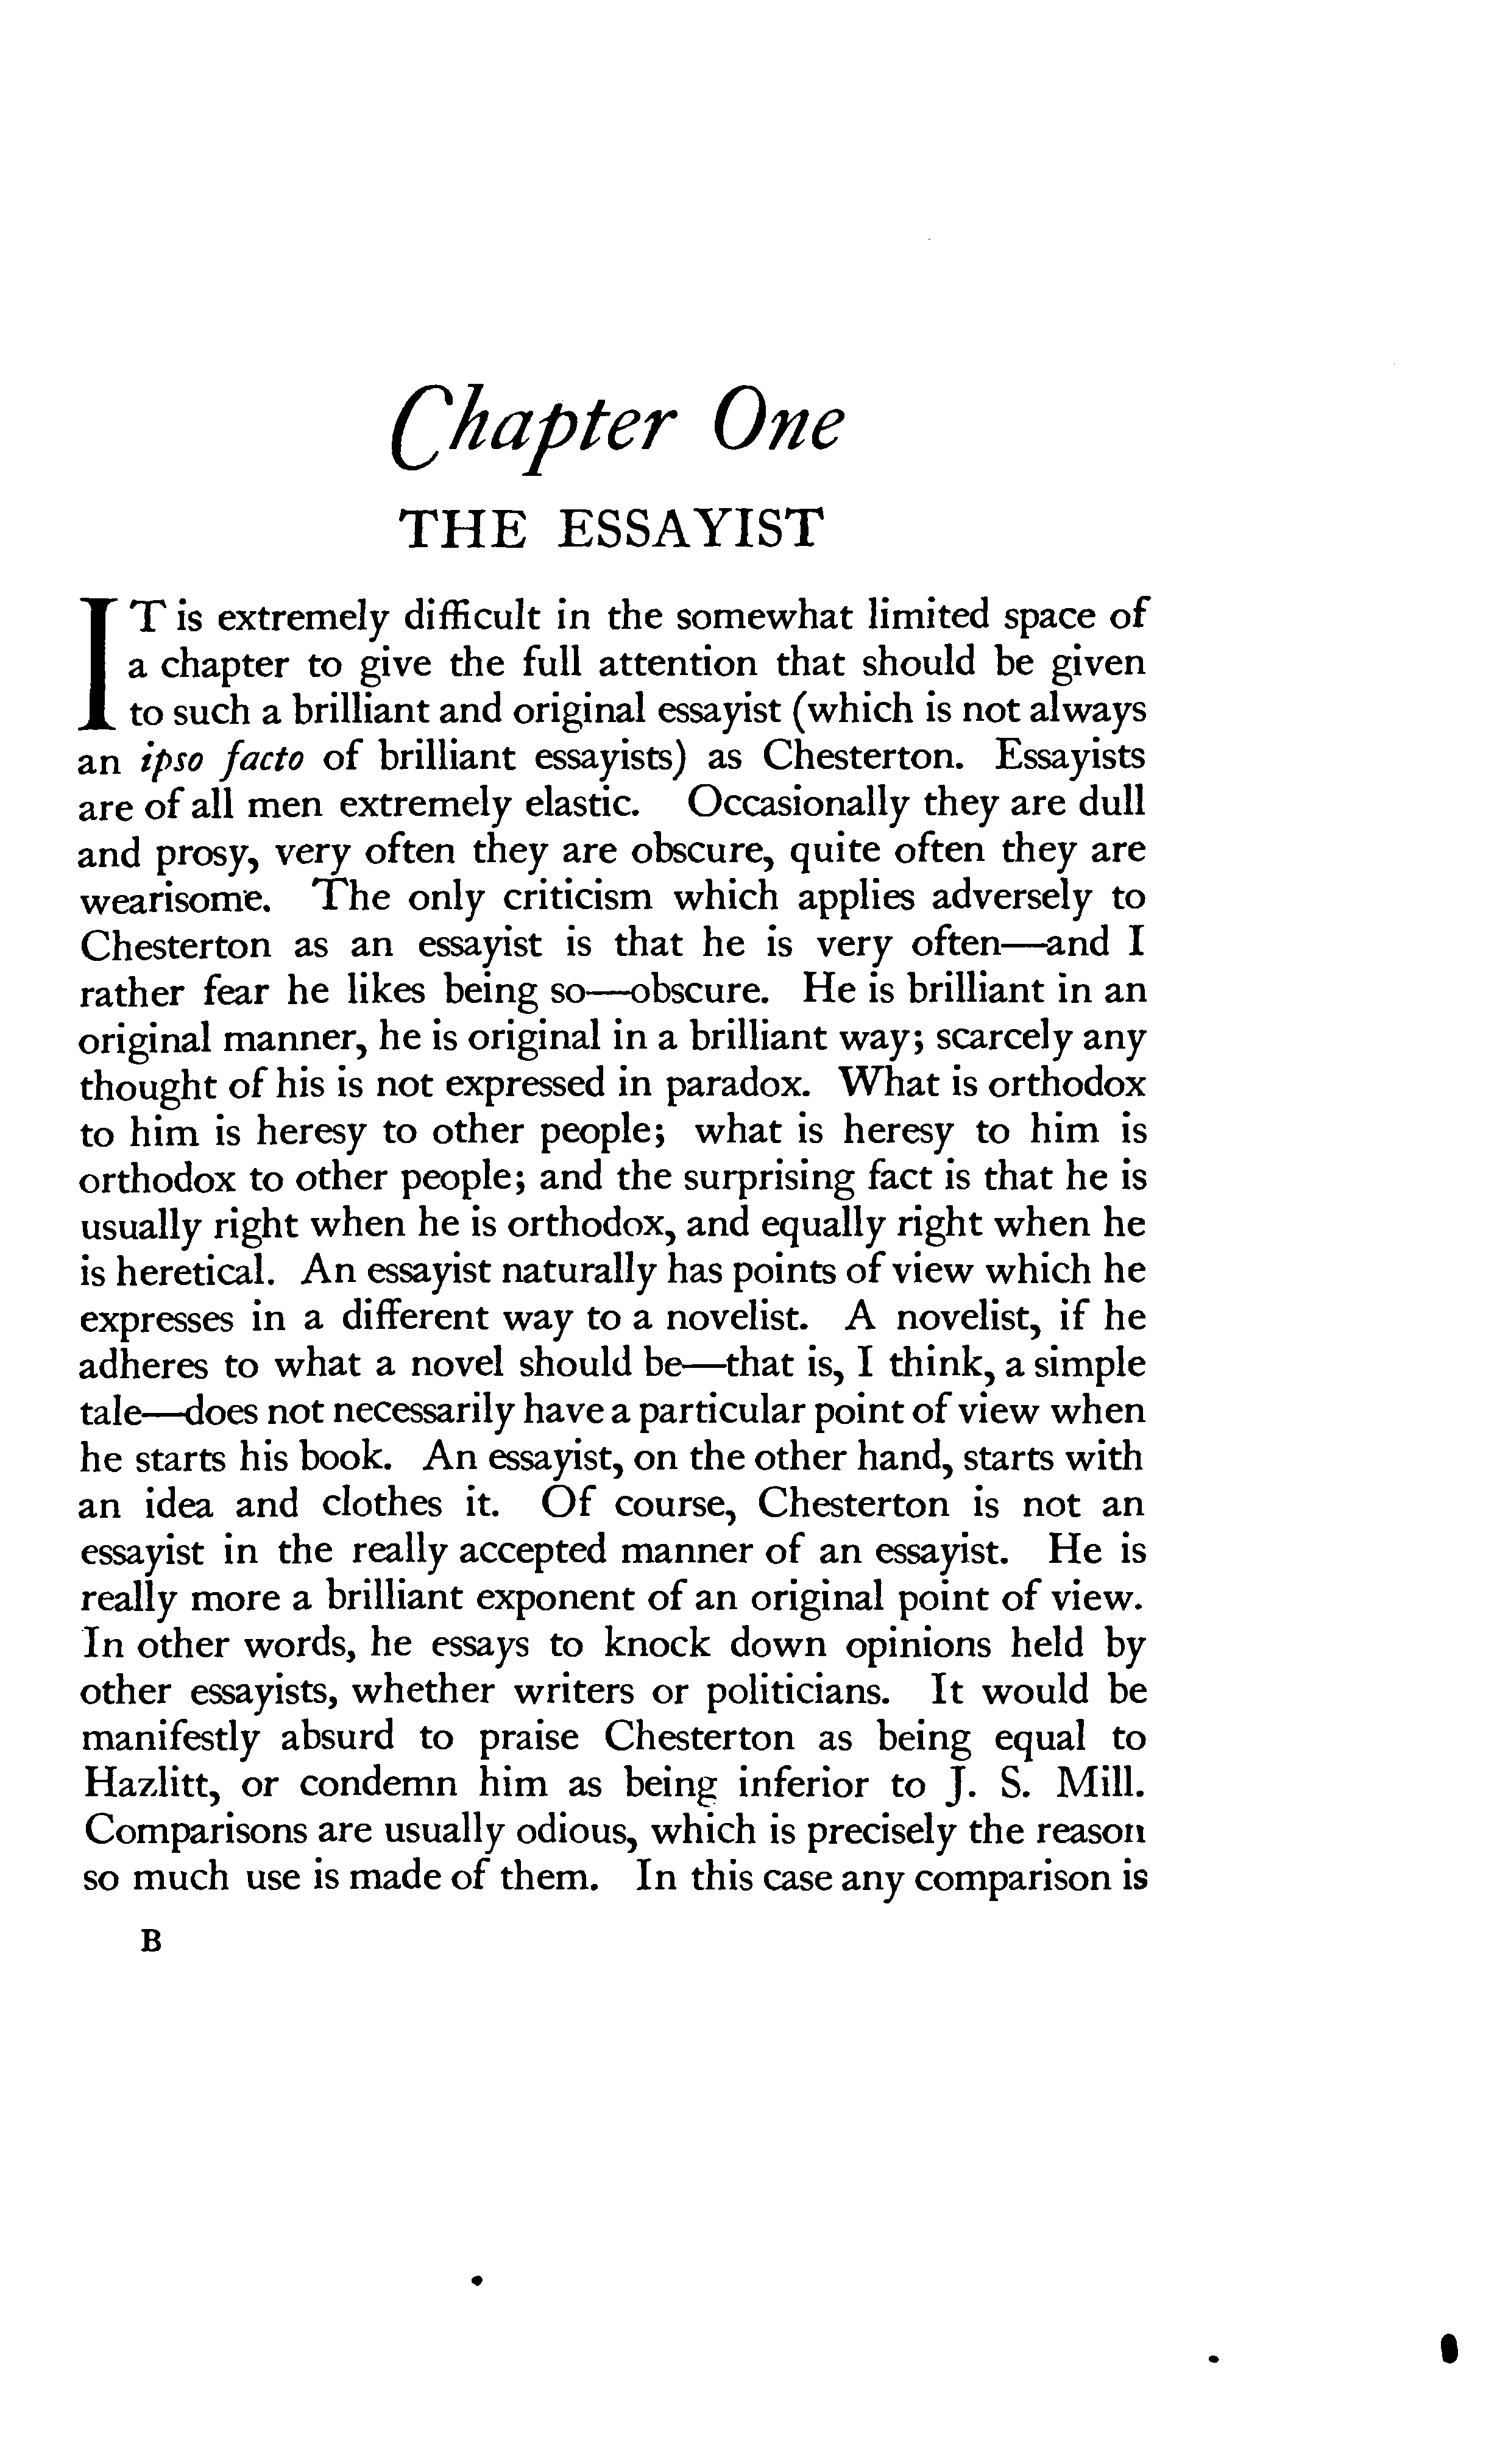 Chapter One
THE ESSAYIST
IT is extremely difficult in the somewhat limited space of
a chapter to give the full attention that should be given
to such a brilliant and original essayist (which is not always
an ipso facto of brilliant essayists) as Chesterton. Essayists
are of all men extremely elastic. Occasionally they are dull
and prosy, very often they are obscure, quite often they are
wearisome. The only criticism which applies adversely to
Chesterton as an essayist is that he is very often—and I
rather fear he likes being so—obscure. He is brilliant in an
original manner, he is original in a brilliant way; scarcely any
thought of his is not expressed in paradox. What is orthodox
to him is heresy to other people; what is heresy to him is
orthodox to other people; and the surprising fact is that he is
usually right when he is orthodox, and equally right when he
is heretical. An essayist naturally has points of view which he
expresses in a different way to a novelist. A novelist, if he
adheres to what a novel should be—that is, I think, a simple
tale—does not necessarily have a particular point of view when
he starts his book. An essayist, on the other hand, starts with
an idea and clothes it. Of course, Chesterton is not an
essayist in the really accepted manner of an essayist. He is
really more a brilliant exponent of an original point of view.
In other words, he essays to knock down opinions held by
other essayists, whether writers or politicians. It would be
manifestly absurd to praise Chesterton as being equal to
Hazlitt, or condemn him as being inferior to J. S. Mill.
Comparisons are usually odious, which is precisely the reason
so much use is made of them. In this case any comparison is
B